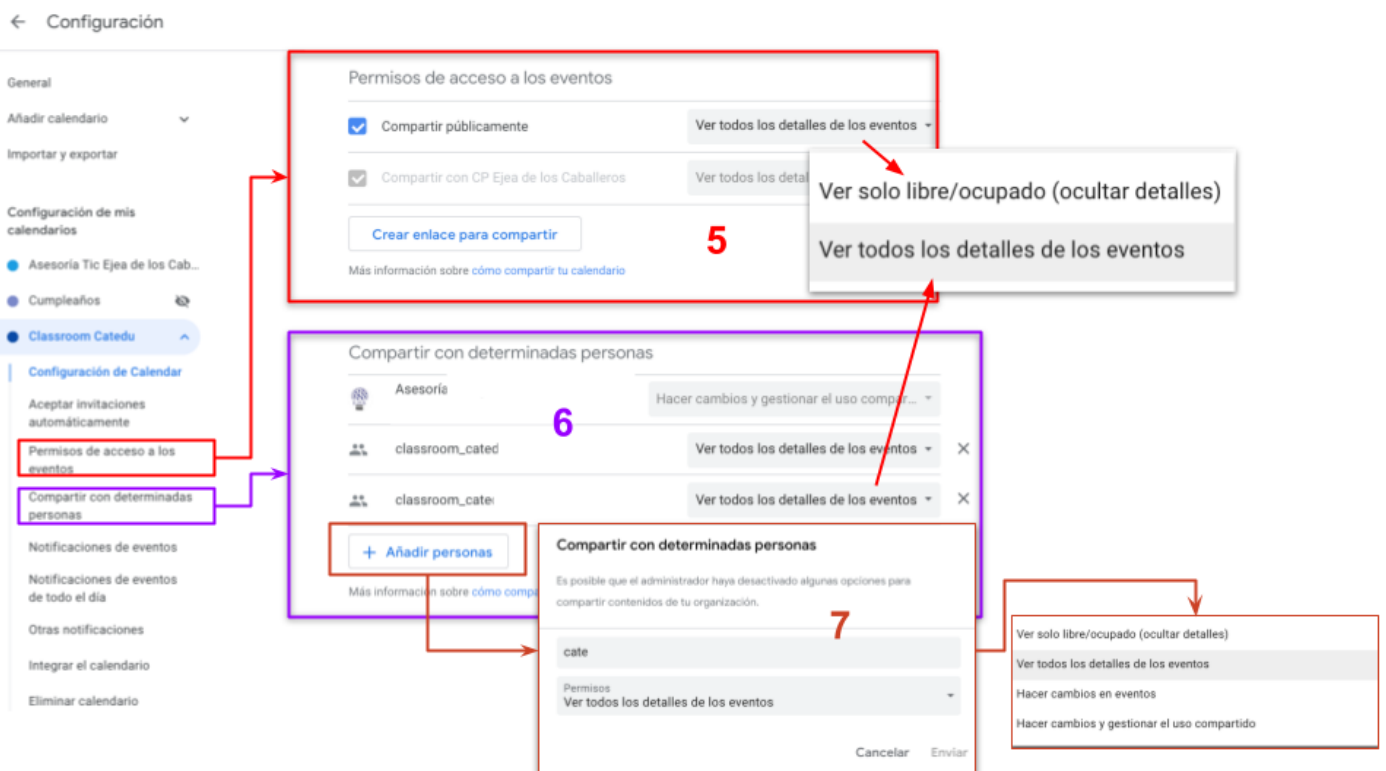 Configuración
General
Añadir calendario
Importar y exportar
Configuración de mis
calendarios
Asesoría Tic Ejea de los Cab...
Cumpleaños
Classroom Catedu
Configuración de Calendar
Aceptar invitaciones
automáticamente
Permisos de acceso a los
eventos
Compartir con determinadas
personas
Notificaciones de eventos
Notificaciones de eventos
de todo el día
Otras notificaciones
Integrar el calendario
Eliminar calendario
Permisos de acceso a los eventos
Compartir públicamente
Ver todos los detalles de los eventos
Compartir con CP Ejea de los Caballeros
Ver todos los detal
Crear enlace para compartir
5
Más información sobre cómo compartir tu calendario
Ver solo libre/ocupado (ocultar detalles)
Ver todos los detalles de los eventos
Compartir con determinadas personas
Asesoría
Hacer cambios y gestionar el uso compar...
6
classroom_cated
Ver todos los detalles de los eventos
classroom_cate
Ver todos los detalles de los eventos
+ Añadir personas
Más información sobre cómo compa
Compartir con determinadas personas
Es posible que el administrador haya desactivado algunas opciones para
compartir contenidos de tu organización.
7
cate
Permisos
Ver todos los detalles de los eventos
Cancelar Enviar
Ver solo libre/ocupado (ocultar detalles)
Ver todos los detalles de los eventos
Hacer cambios en eventos
Hacer cambios y gestionar el uso compartido